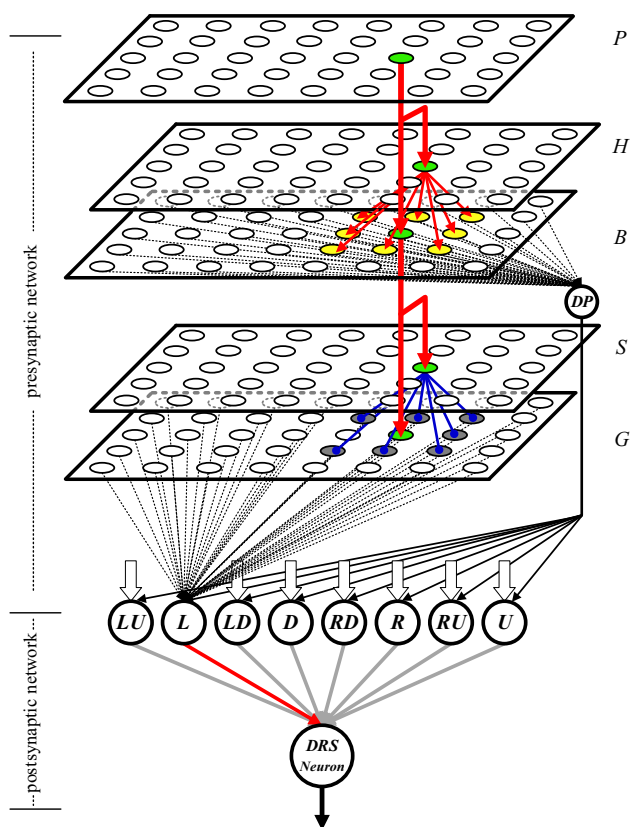 P
H
B
DP
S
G
presynaptic network
LU L LD D RD R RU U
postsynaptic network
DRS
Neuron